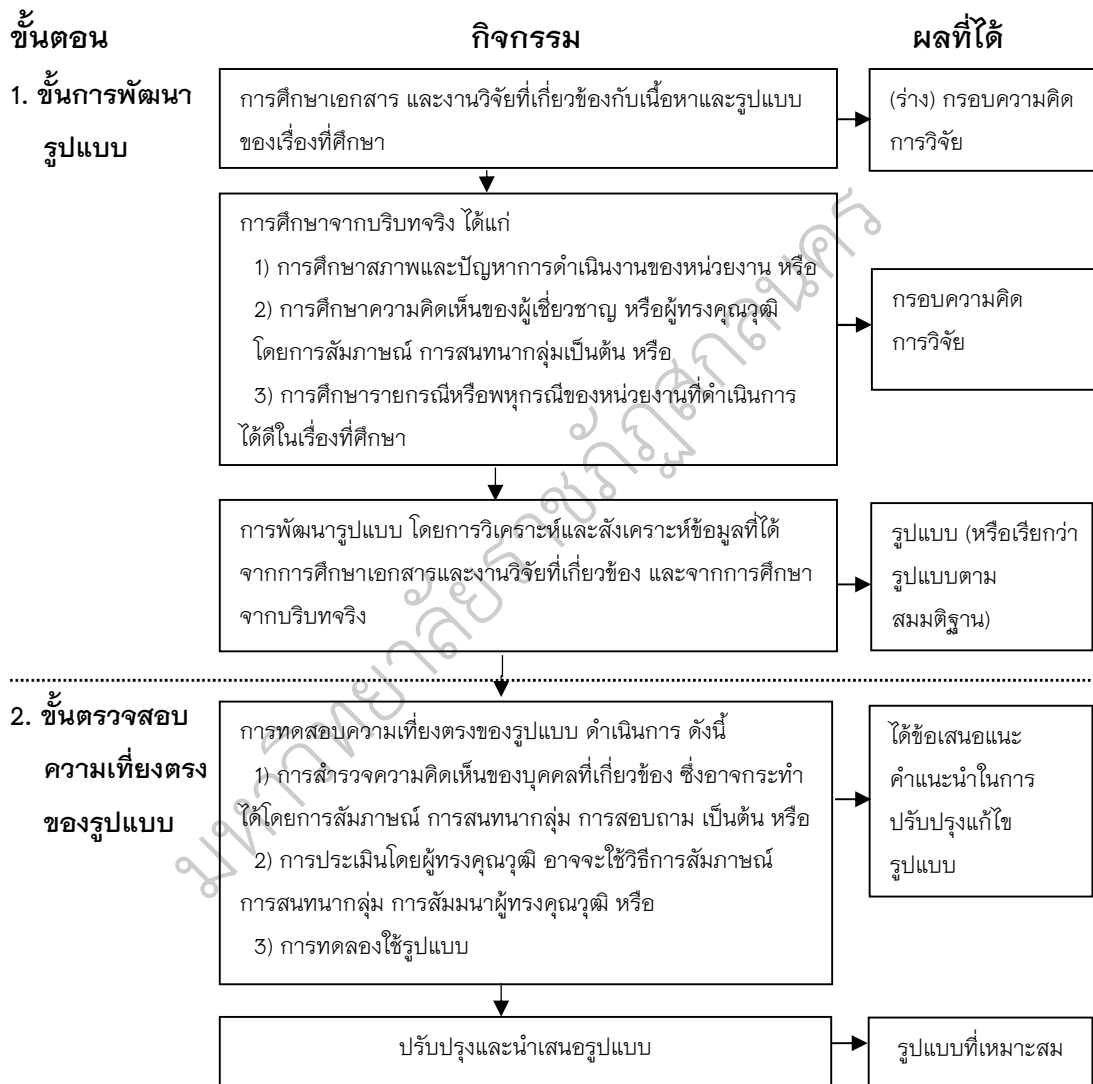 ขั้นตอน
กิจกรรม
ผลที่ได้
1. ขั้นการพัฒนา
รูปแบบ
การศึกษาเอกสาร และงานวิจัยที่เกี่ยวข้องกับเนื้อหาและรูปแบบ
ของเรื่องที่ศึกษา
(ร่าง) กรอบความคิด
การวิจัย
การศึกษาจากบริบทจริง ได้แก่
1) การศึกษาสภาพและปัญหาการดำเนินงานของหน่วยงาน หรือ
2) การศึกษาความคิดเห็นของผู้เชี่ยวชาญ หรือผู้ทรงคุณวุฒิ
โดยการสัมภาษณ์ การสนทนากลุ่มเป็นต้น หรือ
3) การศึกษารายกรณีหรือพหุกรณีของหน่วยงานที่ดำเนินการ
ได้ดีในเรื่องที่ศึกษา
กรอบความคิด
การวิจัย
การพัฒนารูปแบบ โดยการวิเคราะห์และสังเคราะห์ข้อมูลที่ได้
จากการศึกษาเอกสารและงานวิจัยที่เกี่ยวข้อง และจากการศึกษา
จากบริบทจริง
รูปแบบ (หรือเรียกว่า
รูปแบบตาม
สมมติฐาน)
2. ขั้นตรวจสอบ
ความเที่ยงตรง
ของรูปแบบ
การทดสอบความเที่ยงตรงของรูปแบบ ดำเนินการ ดังนี้
1) การสำรวจความคิดเห็นของบุคคลที่เกี่ยวข้อง ซึ่งอาจกระทำ
ได้โดยการสัมภาษณ์ การสนทนากลุ่ม การสอบถาม เป็นต้น หรือ
2) การประเมินโดยผู้ทรงคุณวุฒิ อาจจะใช้วิธีการสัมภาษณ์
การสนทนากลุ่ม การสัมมนาผู้ทรงคุณวุฒิ หรือ
3) การทดลองใช้รูปแบบ
ได้ข้อเสนอแนะ
คำแนะนำในการ
ปรับปรุงแก้ไข
รูปแบบ
ปรับปรุงและนำเสนอรูปแบบ
รูปแบบที่เหมาะสม
มหาวิทยาลัยราชภัฏสกลนคร